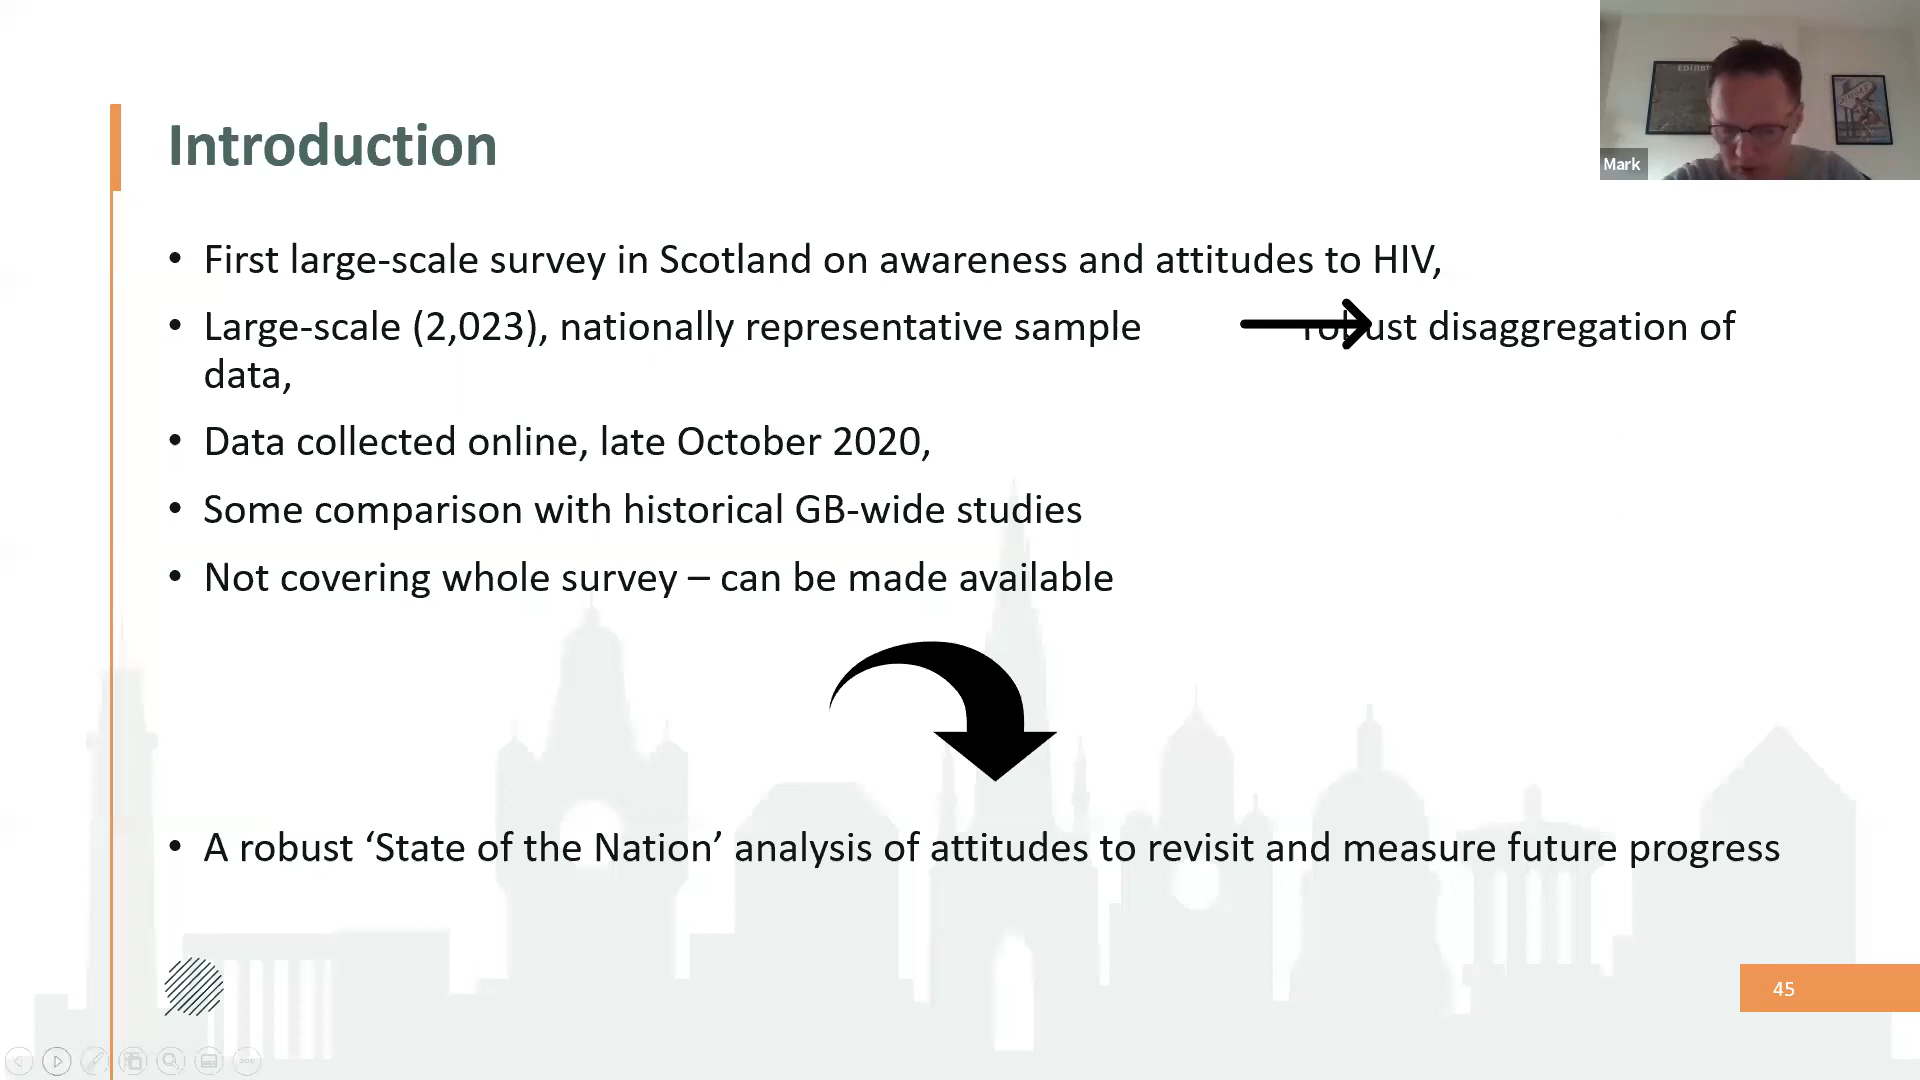 Introduction
• First large-scale survey in Scotland on awareness and attitudes to HIV,
• Large-scale (2,023), nationally representative sample robust disaggregation of
data,
• Data collected online, late October 2020,
• Some comparison with historical GB-wide studies
• Not covering whole survey – can be made available
• A robust ‘State of the Nation’ analysis of attitudes to revisit and measure future progress
45
Mark